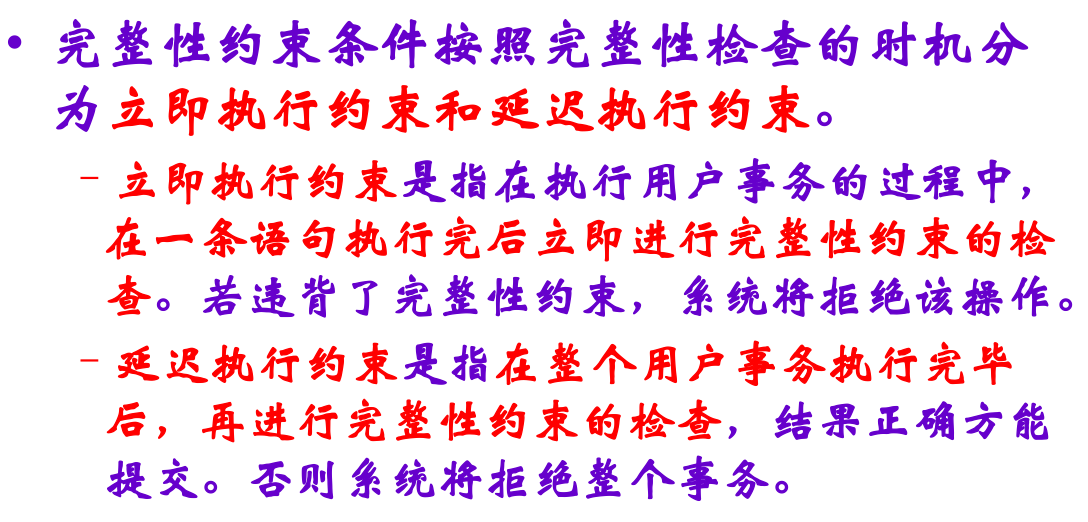 • 完整性约束条件按照完整性检查的时机分
为立即执行约束和延迟执行约束。
– 立即执行约束是指在执行用户事务的过程中，
在一条语句执行完后立即进行完整性约束的检
查。若违背了完整性约束，系统将拒绝该操作。
– 延迟执行约束是指在整个用户事务执行完毕
后，再进行完整性约束的检查，结果正确方能
提交。否则系统将拒绝整个事务。